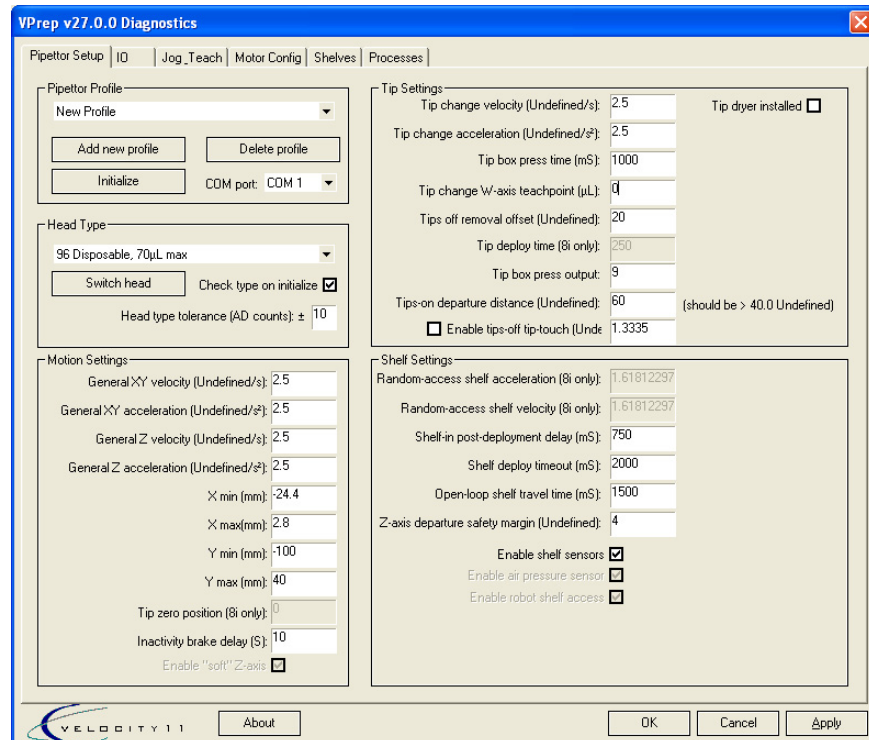 VPrep v27.0.0 Diagnostics
Pipettor Setup IO Jog_Teach Motor Config Shelves Processes
Pipettor Profile
New Profile
Add new profile Delete profile
Initialize COM port: COM 1
Head Type
96 Disposable, 70µL max
Switch head Check type on initialize
Head type tolerance (AD counts): ± 10
Motion Settings
General XY velocity (Undefined/s): 2.5
General XY acceleration (Undefined/s²): 2.5
General Z velocity (Undefined/s): 2.5
General Z acceleration (Undefined/s²): 2.5
X min (mm): -24.4
X max(mm): 2.8
Y min (mm): -100
Y max (mm): 40
Tip zero position (8i only): 0
Inactivity brake delay (S): 10
Enable "soft" Z-axis
Tip Settings
Tip change velocity (Undefined/s): 2.5 Tip dryer installed
Tip change acceleration (Undefined/s²): 2.5
Tip box press time (mS): 1000
Tip change W-axis teachpoint (µL): 0
Tips off removal offset (Undefined): 20
Tip deploy time (8i only): 250
Tip box press output: 9
Tips-on departure distance (Undefined): 60 (should be > 40.0 Undefined)
Enable tips-off tip-touch (Unde 1.3335
Shelf Settings
Random-access shelf acceleration (8i only): 1.61812297
Random-access shelf velocity (8i only): 1.61812297
Shelf-in post-deployment delay (mS): 750
Shelf deploy timeout (mS): 2000
Open-loop shelf travel time (mS): 1500
Z-axis departure safety margin (Undefined): 4
Enable shelf sensors
Enable air pressure sensor
Enable robot shelf access
VELOCITY11 About OK Cancel Apply